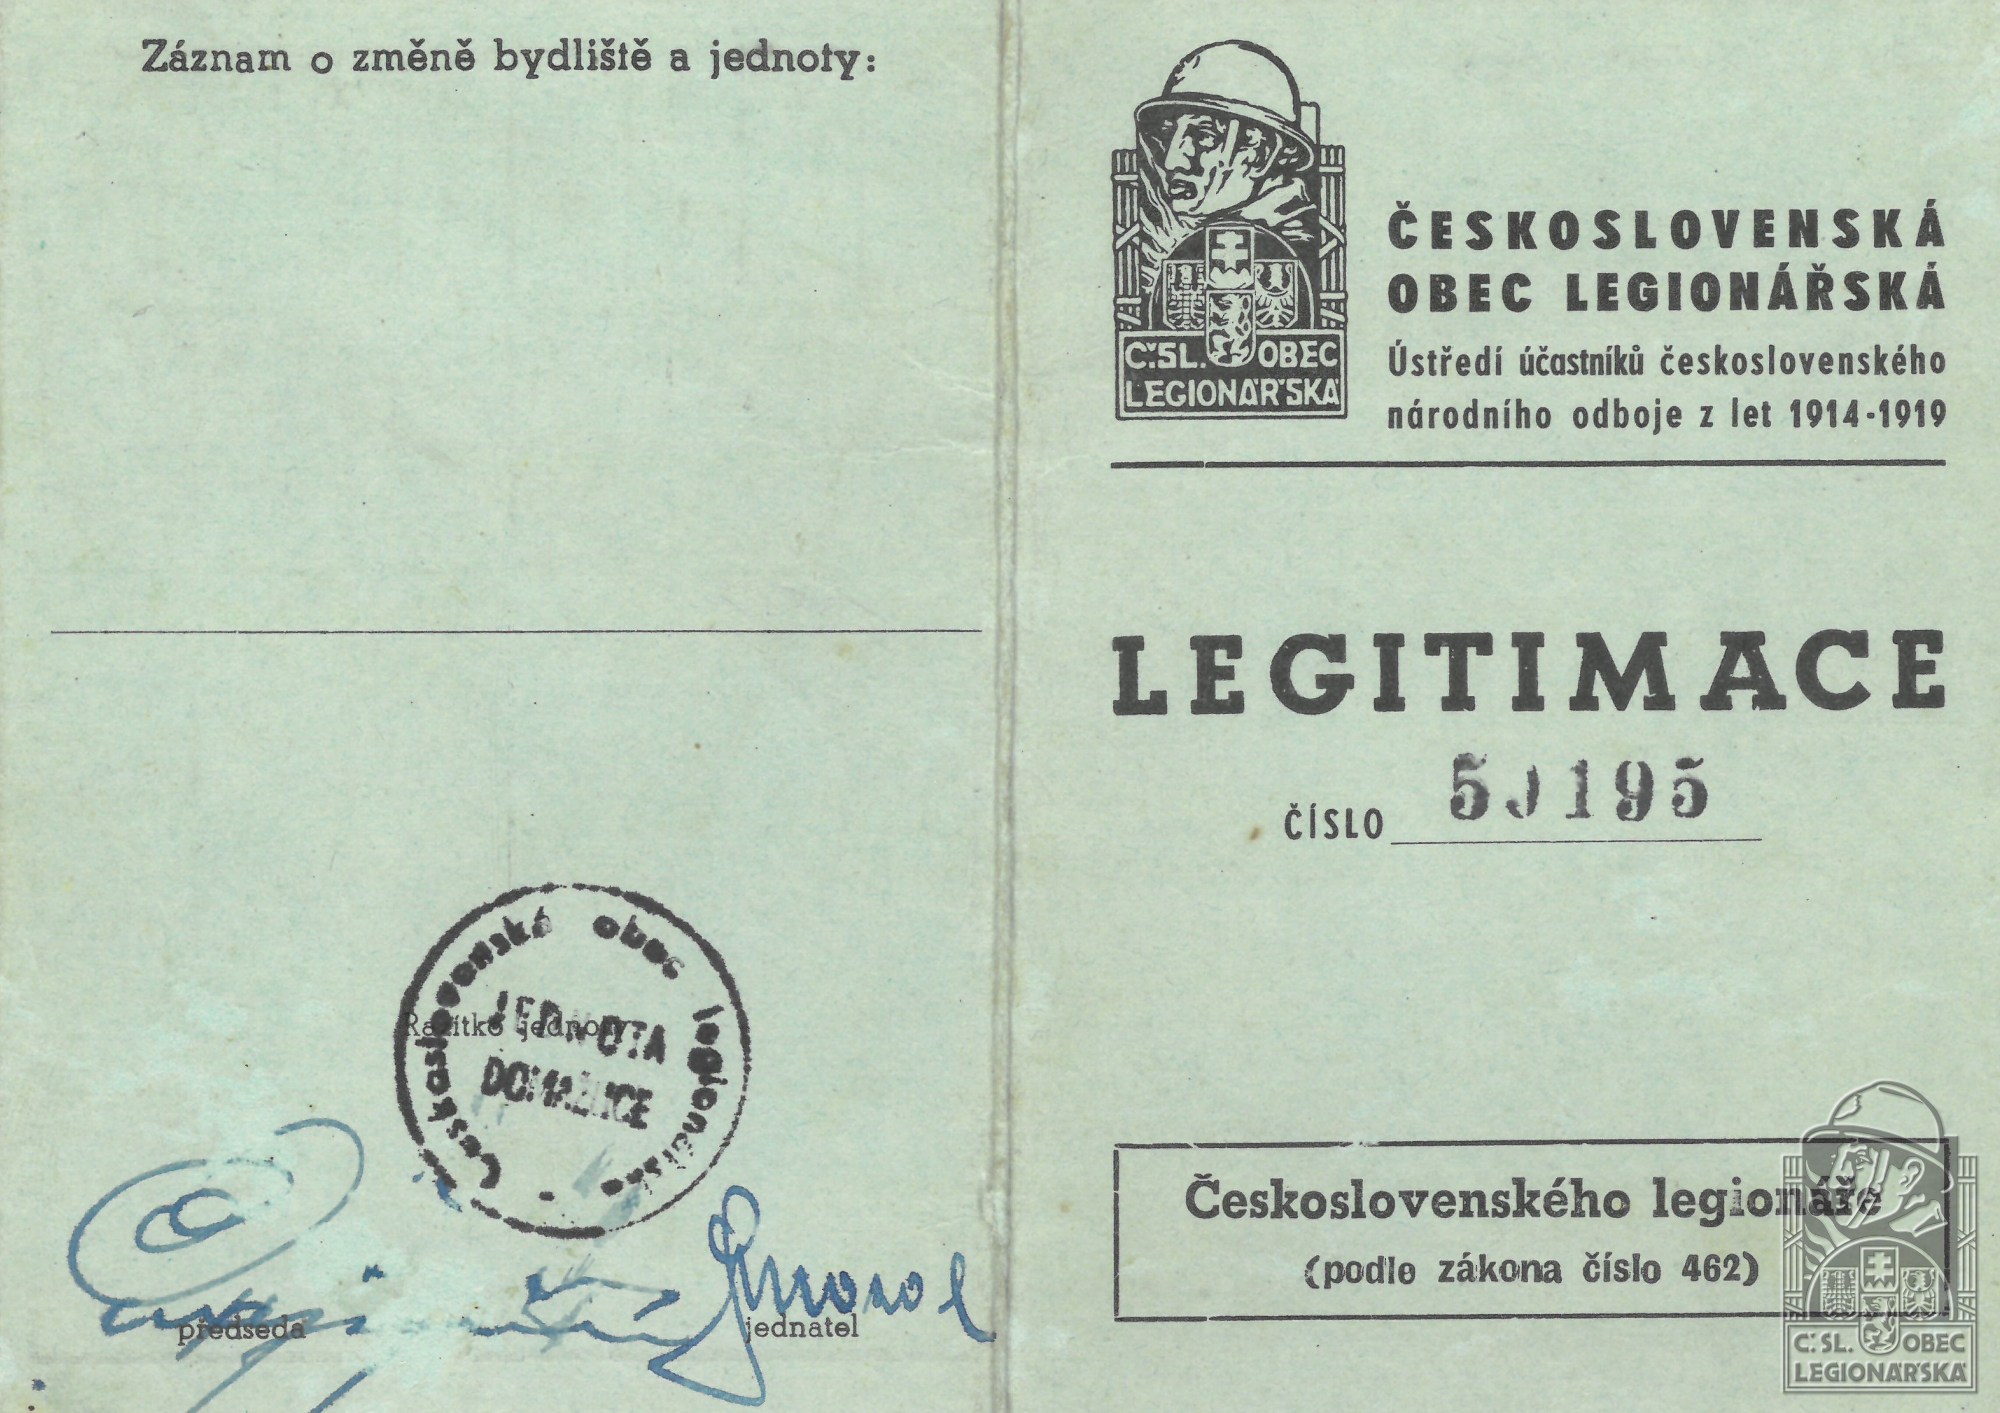 Záznam o změně bydliště a jednoty:
Razítko jednoty
Československá obec legionářská
JEDNOTA
DOMAŽLICE
předseda
jednatel
Č.SL. OBEC
LEGIONÁŘSKÁ
ČESKOSLOVENSKÁ
OBEC LEGIONÁŘSKÁ
Ústředí účastníků československého
národního odboje z let 1914-1919
LEGITIMACE
ČÍSLO 50195
Československého legionáře
(podle zákona číslo 462)
Č.SL. OBEC
LEGIONÁŘSKÁ